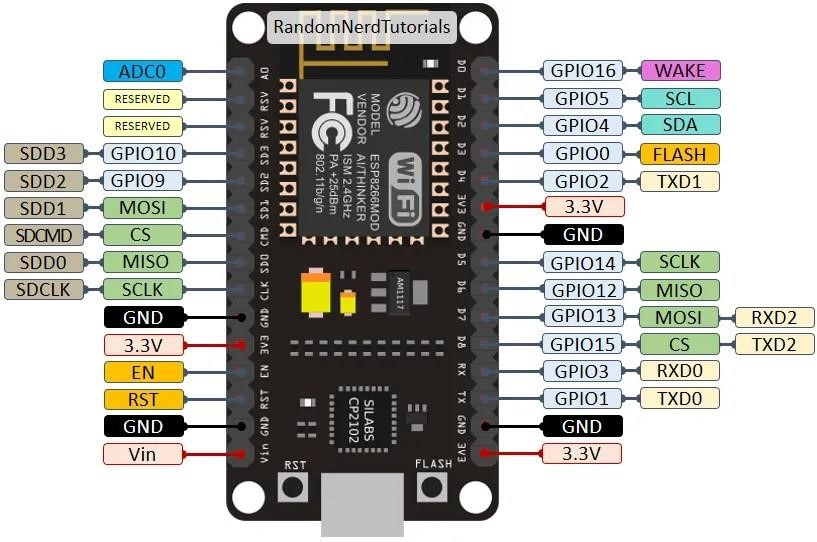 RandomNerdTutorials
ADC0
RESERVED
RESERVED
SDD3 GPIO10
SDD2 GPIO9
SDD1 MOSI
SDCMD CS
SDD0 MISO
SDCLK SCLK
GND
3.3V
EN
RST
GND
Vin
A0
RSV
RSV
SD3
SD2
SD1
CMD
SD0
CLK
GND
3V3
EN
RST
GND
Vin
MODEL ESP8266MOD
VENDOR AI/THINKER
ISM 2.4GHz
PA +25dBm
802.11b/g/n
FC
Wi Fi
AM1117
SILABS
CP2102
RST
FLASH
D0
D1
D2
D3
D4
3V3
GND
D5
D6
D7
D8
RX
TX
GND
3V3
GPIO16 WAKE
GPIO5 SCL
GPIO4 SDA
GPIO0 FLASH
GPIO2 TXD1
3.3V
GND
GPIO14 SCLK
GPIO12 MISO
GPIO13 MOSI RXD2
GPIO15 CS TXD2
GPIO3 RXD0
GPIO1 TXD0
GND
3.3V